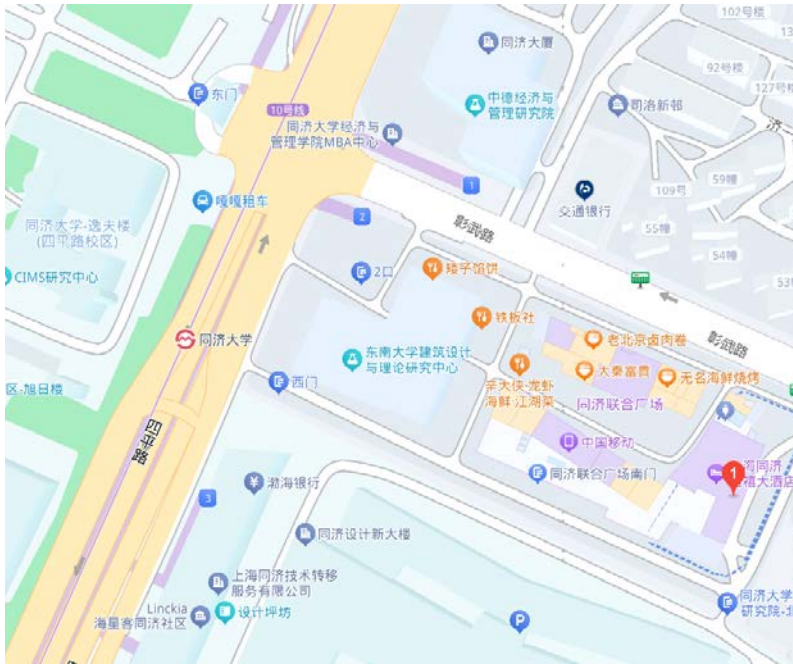 102号楼
同济大厦
92号楼
东门
中德经济与
管理研究院
司洛新邨
127号楼
10号线
同济大学经济与
管理学院MBA中心
济
1
59幢
嘎嘎租车
109号
交通银行
同济大学-逸夫楼
(四平路校区)
2
彰武路
55幢
54幢
2口
矮子馅饼
CIMS研究中心
铁板社
同济大学
老北京卤肉卷
彰武路
东南大学建筑设计
与理论研究中心
大秦富贵
无名海鲜烧烤
西门
辛大侠-龙虾
海鲜·江湖菜
同济联合广场
区-旭日楼
四平路
中国移动
渤海银行
3
同济联合广场南门
1
同济
禧大酒店
同济设计新大楼
上海同济技术转移
服务有限公司
Linckia
海星客同济社区
设计坪坊
P
同济大学
研究院-北